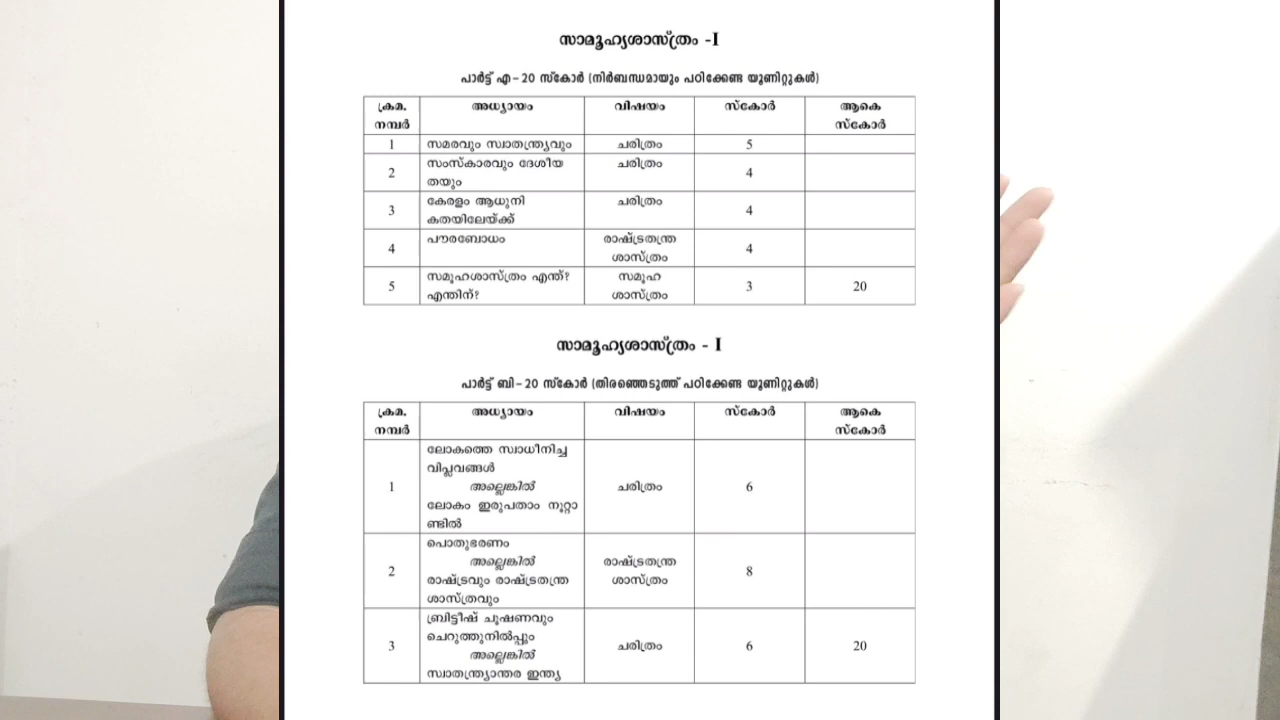 സാമൂഹ്യശാസ്ത്രം -I
പാർട്ട് എ-20 സ്കോർ (നിർബന്ധമായും പഠിക്കേണ്ട യൂണിറ്റുകൾ)
ക്രമ. അധ്യായം വിഷയം സ്കോർ ആകെ
നമ്പർ സ്കോർ
1 സമരവും സ്വാതന്ത്ര്യവും ചരിത്രം 5
സംസ്കാരവും ദേശീയ ചരിത്രം
2 തയും 4
കേരളം ആധുനി ചരിത്രം
3 കതയിലേയ്ക്ക് 4
പൗരബോധം രാഷ്ട്രതന്ത്ര
4 ശാസ്ത്രം 4
സമൂഹശാസ്ത്രം എന്ത്? സമൂഹ
5 എന്തിന്? ശാസ്ത്രം 3 20
സാമൂഹ്യശാസ്ത്രം - I
പാർട്ട് ബി-20 സ്കോർ (തിരഞ്ഞെടുത്ത് പഠിക്കേണ്ട യൂണിറ്റുകൾ)
ക്രമ. അധ്യായം വിഷയം സ്കോർ ആകെ
നമ്പർ സ്കോർ
ലോകത്തെ സ്വാധീനിച്ച
വിപ്ലവങ്ങൾ
1 അല്ലെങ്കിൽ ചരിത്രം 6
ലോകം ഇരുപതാം നൂറ്റാ
ണ്ടിൽ
പൊതുഭരണം
2 അല്ലെങ്കിൽ രാഷ്ട്രതന്ത്ര 8
രാഷ്ട്രവും രാഷ്ട്രതന്ത്ര ശാസ്ത്രം
ശാസ്ത്രവും
ബ്രിട്ടീഷ് ചൂഷണവും
ചെറുത്തുനിൽപ്പും
3 അല്ലെങ്കിൽ ചരിത്രം 6 20
സ്വാതന്ത്ര്യാന്തര ഇന്ത്യ